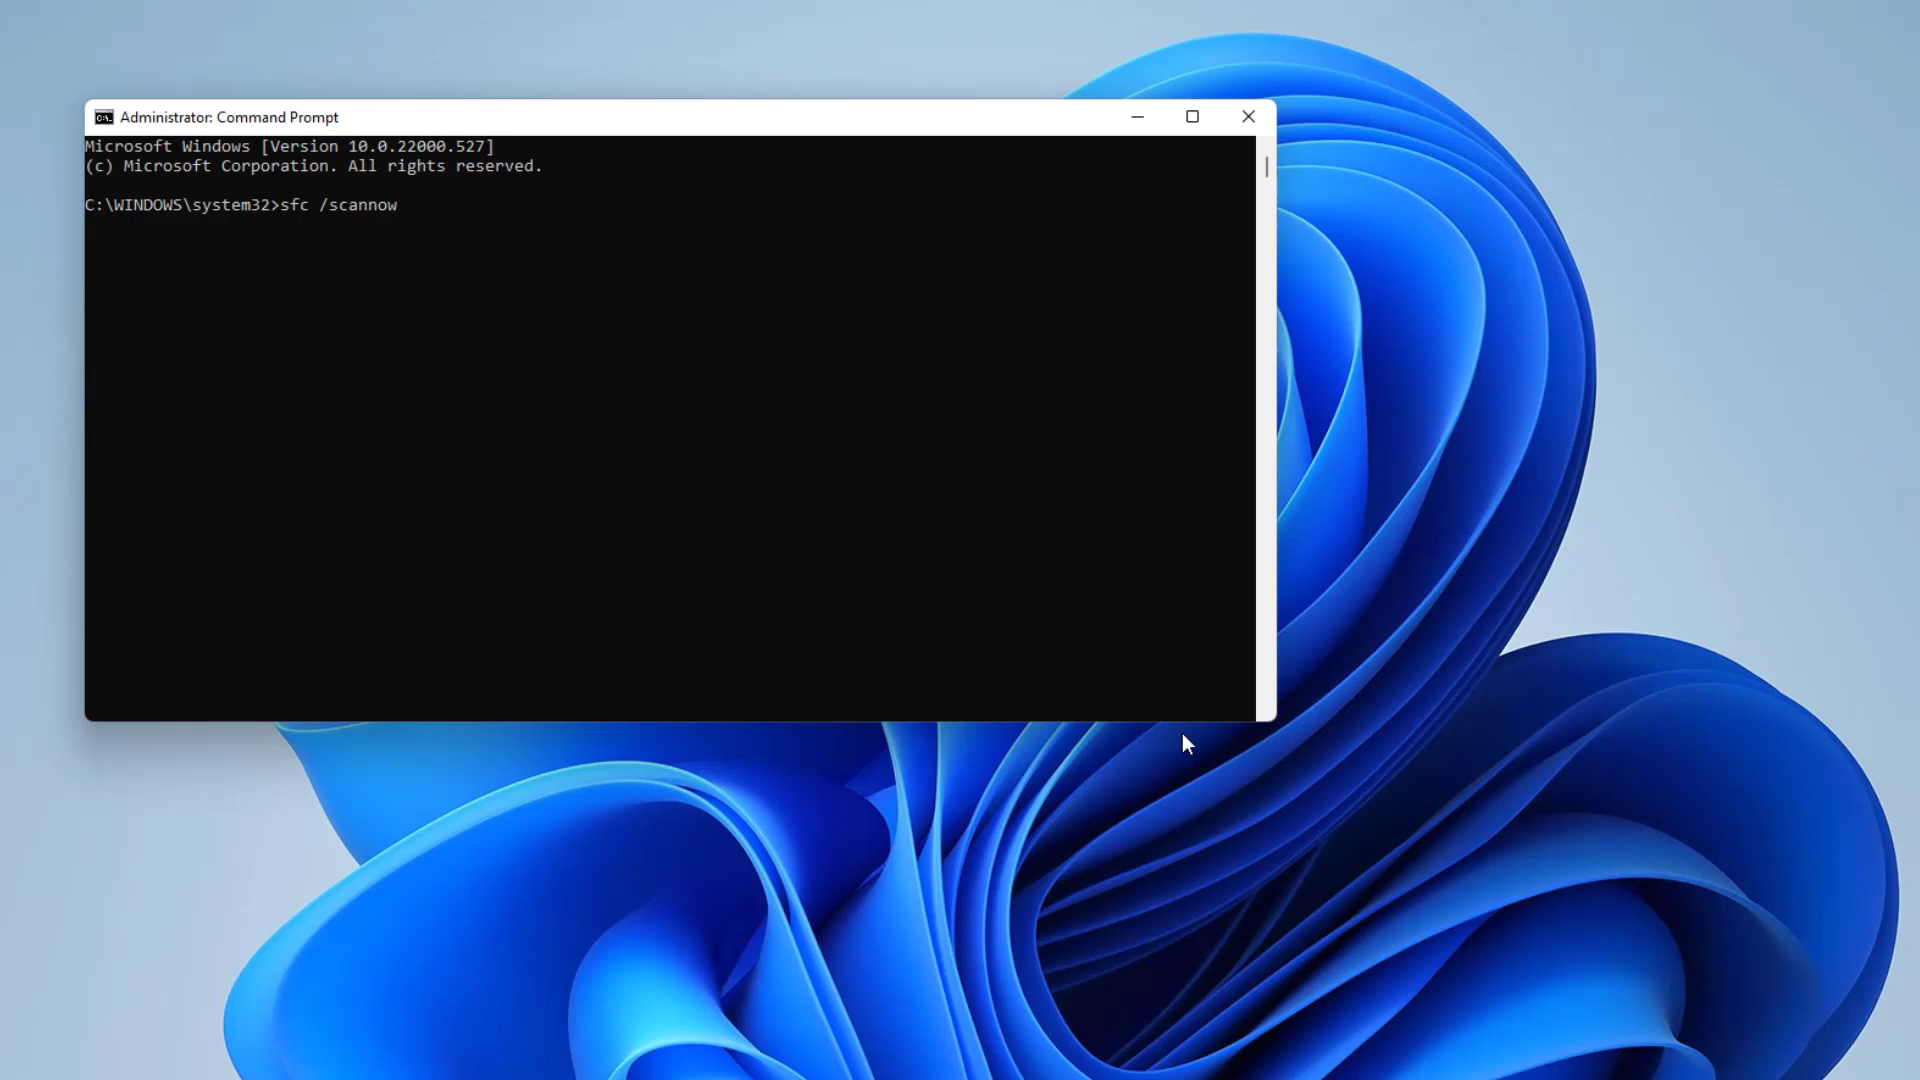 Administrator: Command Prompt
Microsoft Windows [Version 10.0.22000.527]
(c) Microsoft Corporation. All rights reserved.
C:\WINDOWS\system32>sfc /scannow